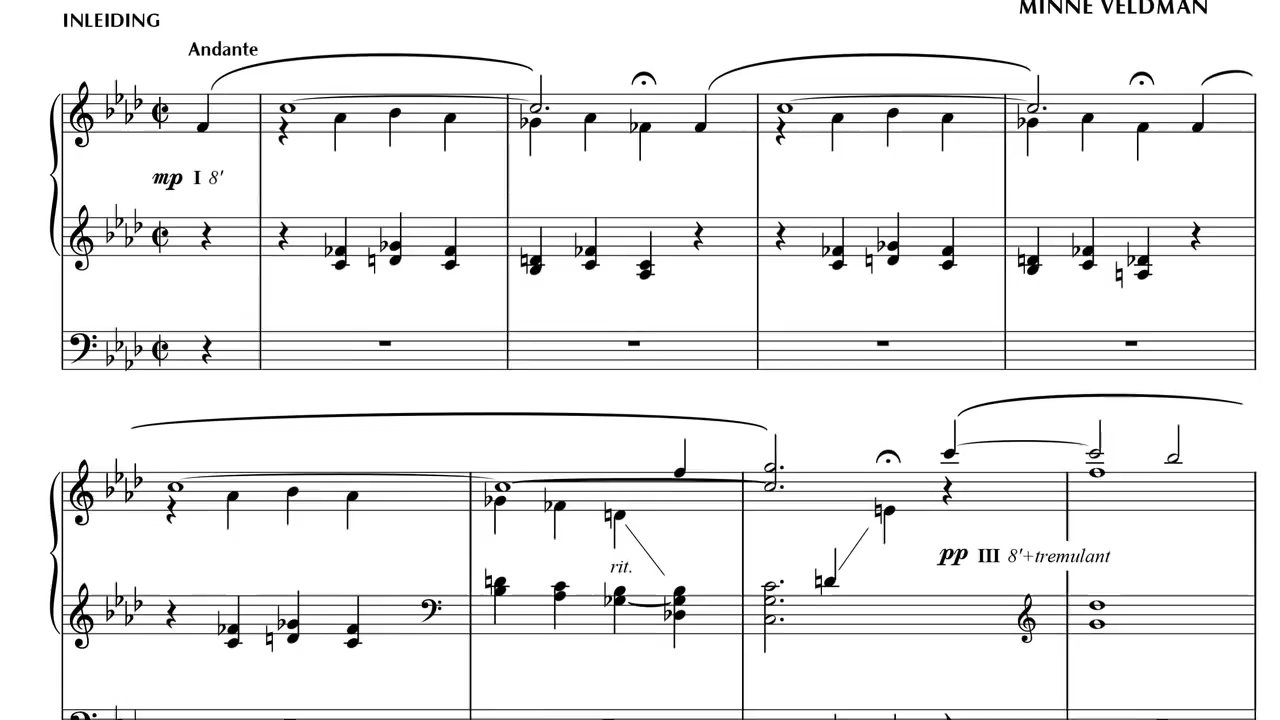 MINNE VELDMAN
INLEIDING
Andante
mp I 8'
rit.
pp III 8'+tremulant